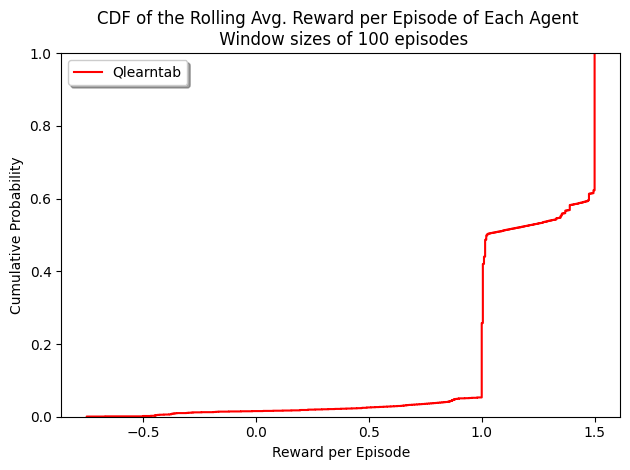 CDF of the Rolling Avg. Reward per Episode of Each Agent
Window sizes of 100 episodes
Qlearntab
Cumulative Probability
1.0
0.8
0.6
0.4
0.2
0.0
−0.5 0.0 0.5 1.0 1.5
Reward per Episode